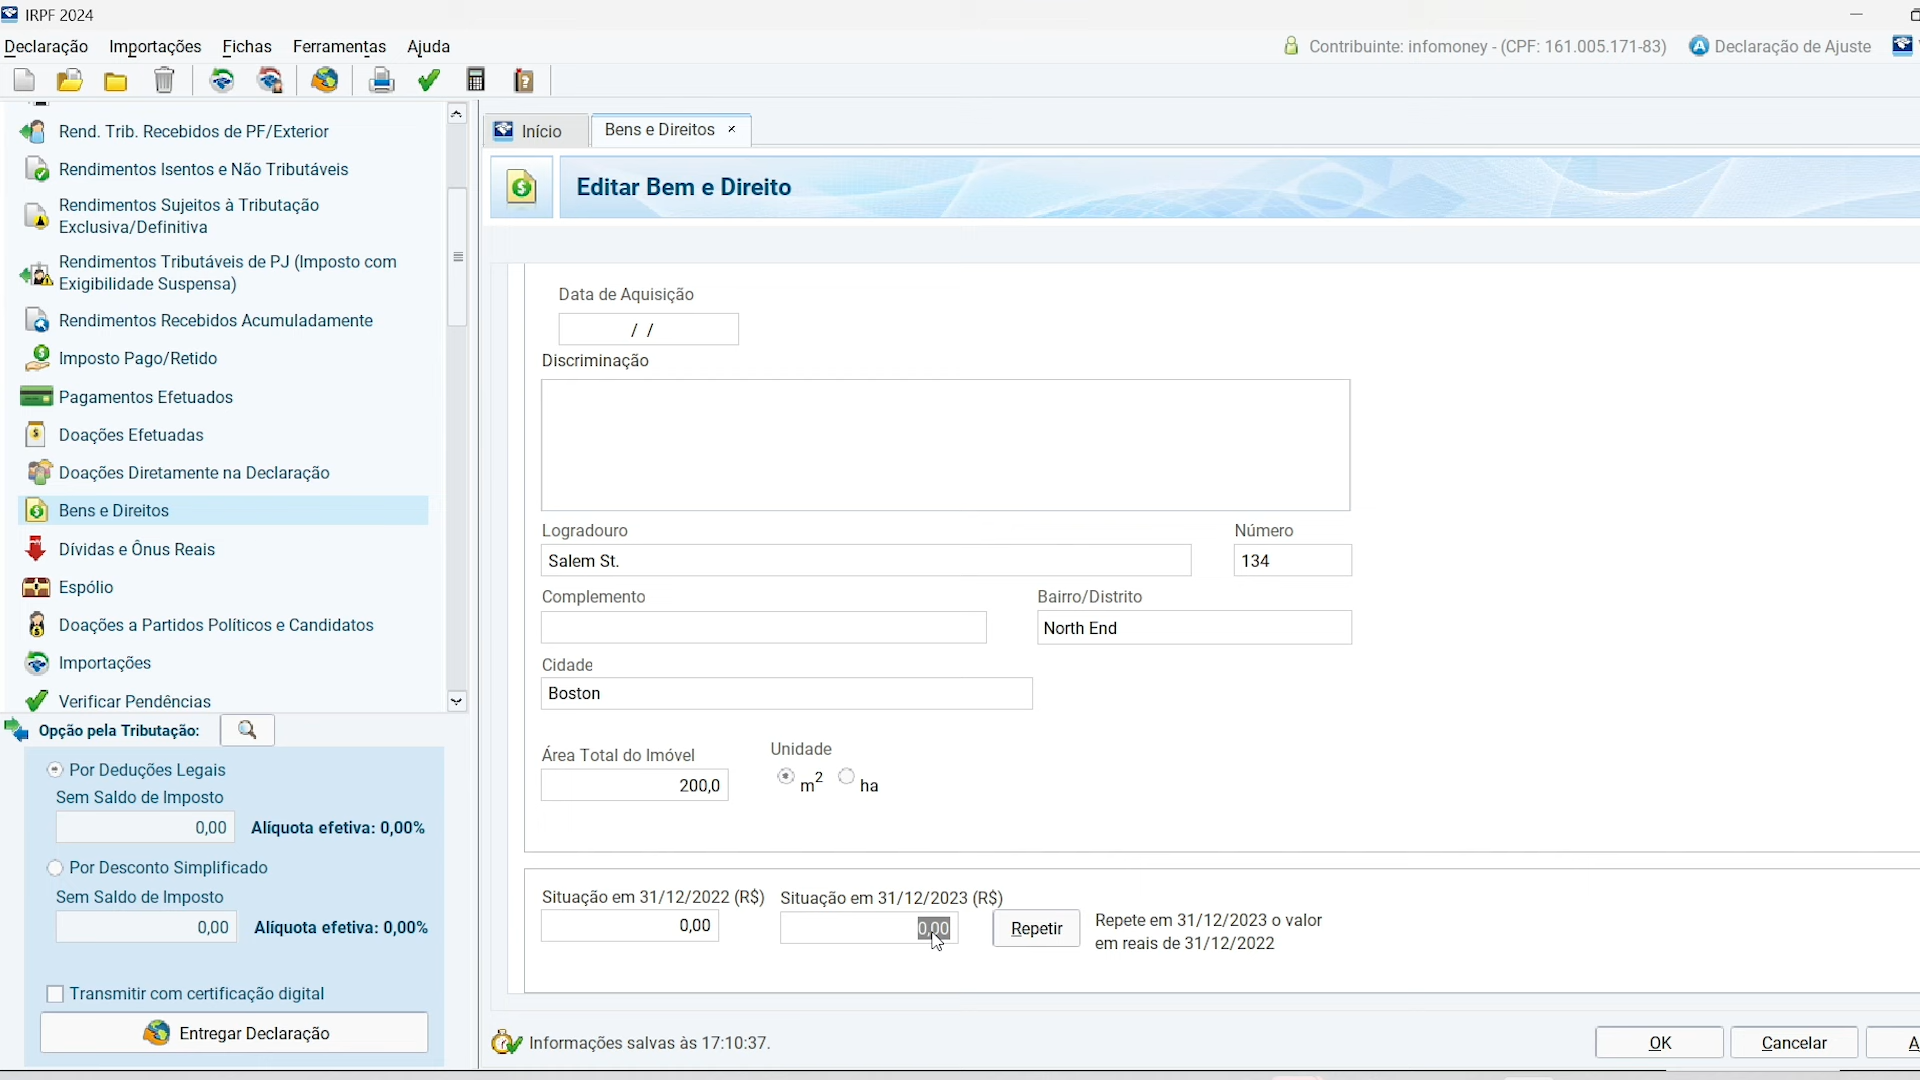 IRPF 2024
Declaração Importações Fichas Ferramentas Ajuda
Contribuinte: infomoney - (CPF: 161.005.171-83) Declaração de Ajuste
Rend. Trib. Recebidos de PF/Exterior
Rendimentos Isentos e Não Tributáveis
Rendimentos Sujeitos à Tributação
Exclusiva/Definitiva
Rendimentos Tributáveis de PJ (Imposto com
Exigibilidade Suspensa)
Rendimentos Recebidos Acumuladamente
Imposto Pago/Retido
Pagamentos Efetuados
Doações Efetuadas
Doações Diretamente na Declaração
Bens e Direitos
Dívidas e Ônus Reais
Espólio
Doações a Partidos Políticos e Candidatos
Importações
Verificar Pendências
Opção pela Tributação:
Por Deduções Legais
Sem Saldo de Imposto
0,00 Alíquota efetiva: 0,00%
Por Desconto Simplificado
Sem Saldo de Imposto
0,00 Alíquota efetiva: 0,00%
Transmitir com certificação digital
Entregar Declaração
Início Bens e Direitos ×
Editar Bem e Direito
Data de Aquisição
/ /
Discriminação
Logradouro Número
Salem St. 134
Complemento Bairro/Distrito
North End
Cidade
Boston
Área Total do Imóvel Unidade
200,0 m² ha
Situação em 31/12/2022 (R$) Situação em 31/12/2023 (R$)
0,00 0,00 Repetir Repete em 31/12/2023 o valor
em reais de 31/12/2022
Informações salvas às 17:10:37.
OK Cancelar A